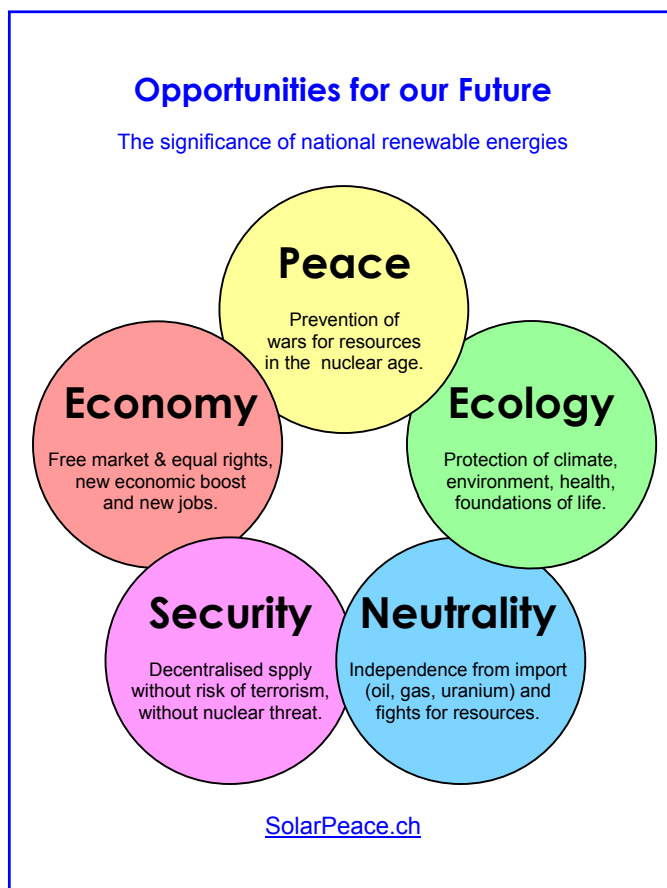 Opportunities for our Future
The significance of national renewable energies
Peace
Prevention of
wars for resources
in the nuclear age.
Economy
Free market & equal rights,
new economic boost
and new jobs.
Ecology
Protection of climate,
environment, health,
foundations of life.
Security
Decentralised spply
without risk of terrorism,
without nuclear threat.
Neutrality
Independence from import
(oil, gas, uranium) and
fights for resources.
SolarPeace.ch